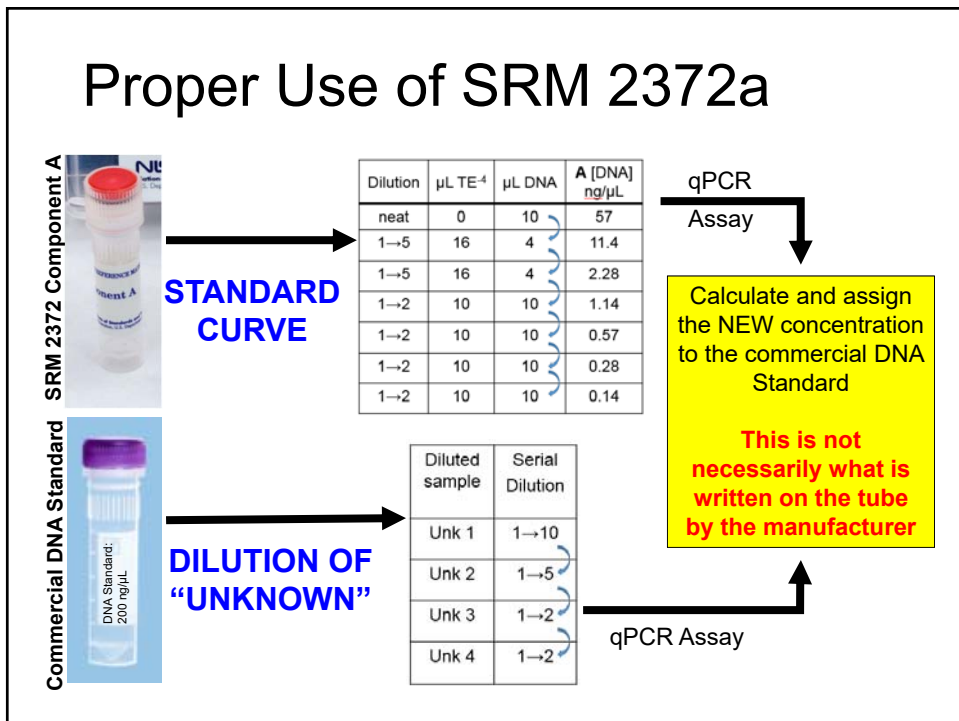 Proper Use of SRM 2372a
SRM 2372 Component A
NIS
REFERENCE MA
onent A
STANDARD
CURVE
Dilution µL TE⁻⁴ µL DNA A [DNA] ng/µL
neat 0 10 57
1→5 16 4 11.4
1→5 16 4 2.28
1→2 10 10 1.14
1→2 10 10 0.57
1→2 10 10 0.28
1→2 10 10 0.14
qPCR
Assay
Calculate and assign
the NEW concentration
to the commercial DNA
Standard
This is not
necessarily what is
written on the tube
by the manufacturer
Commercial DNA Standard
DNA Standard:
200 ng/µL
DILUTION OF
“UNKNOWN”
Diluted sample Serial Dilution
Unk 1 1→10
Unk 2 1→5
Unk 3 1→2
Unk 4 1→2
qPCR Assay